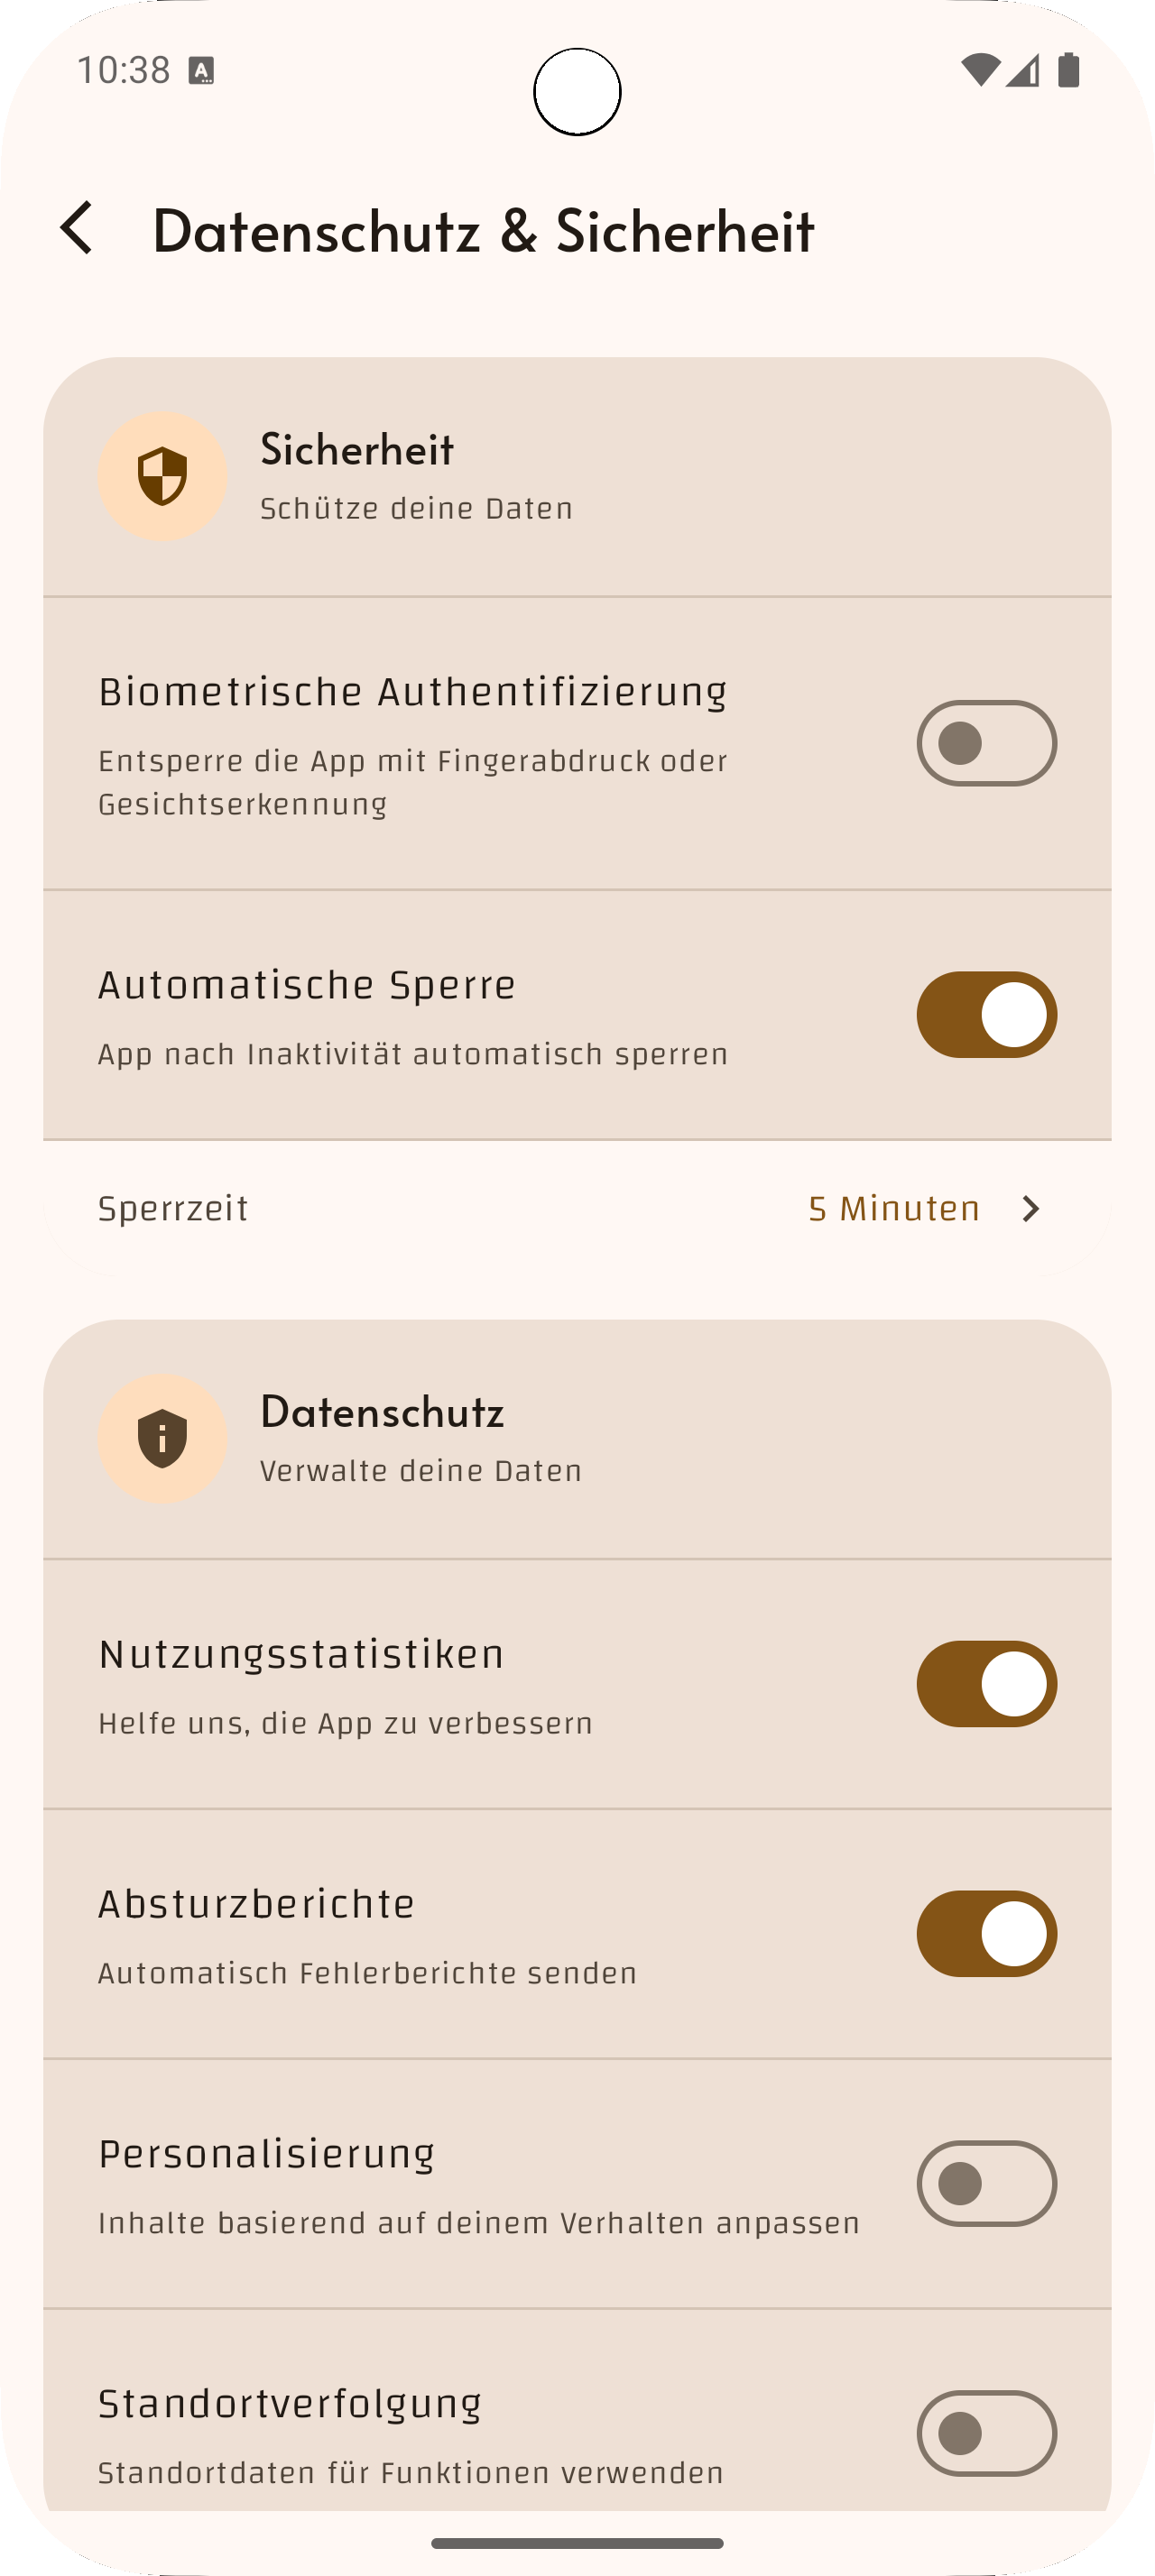 10:38
Datenschutz & Sicherheit
Sicherheit
Schütze deine Daten
Biometrische Authentifizierung
Entsperre die App mit Fingerabdruck oder
Gesichtserkennung
Automatische Sperre
App nach Inaktivität automatisch sperren
Sperrzeit 5 Minuten
Datenschutz
Verwalte deine Daten
Nutzungsstatistiken
Helfe uns, die App zu verbessern
Absturzberichte
Automatisch Fehlerberichte senden
Personalisierung
Inhalte basierend auf deinem Verhalten anpassen
Standortverfolgung
Standortdaten für Funktionen verwenden